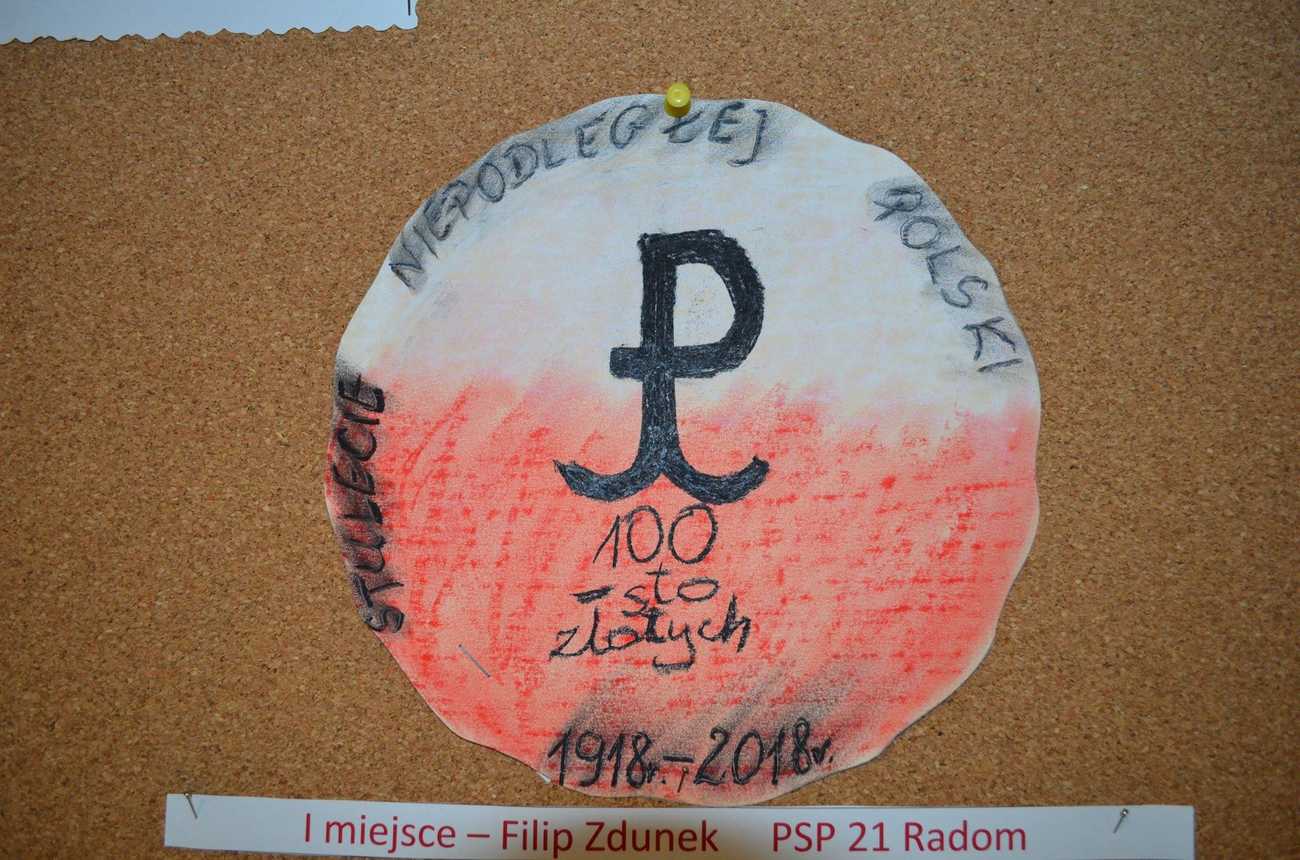 STULECIE NIEPODLEGŁEJ POLSKI
100
- sto
złotych
1918r.-2018r.
I miejsce – Filip Zdunek PSP 21 Radom